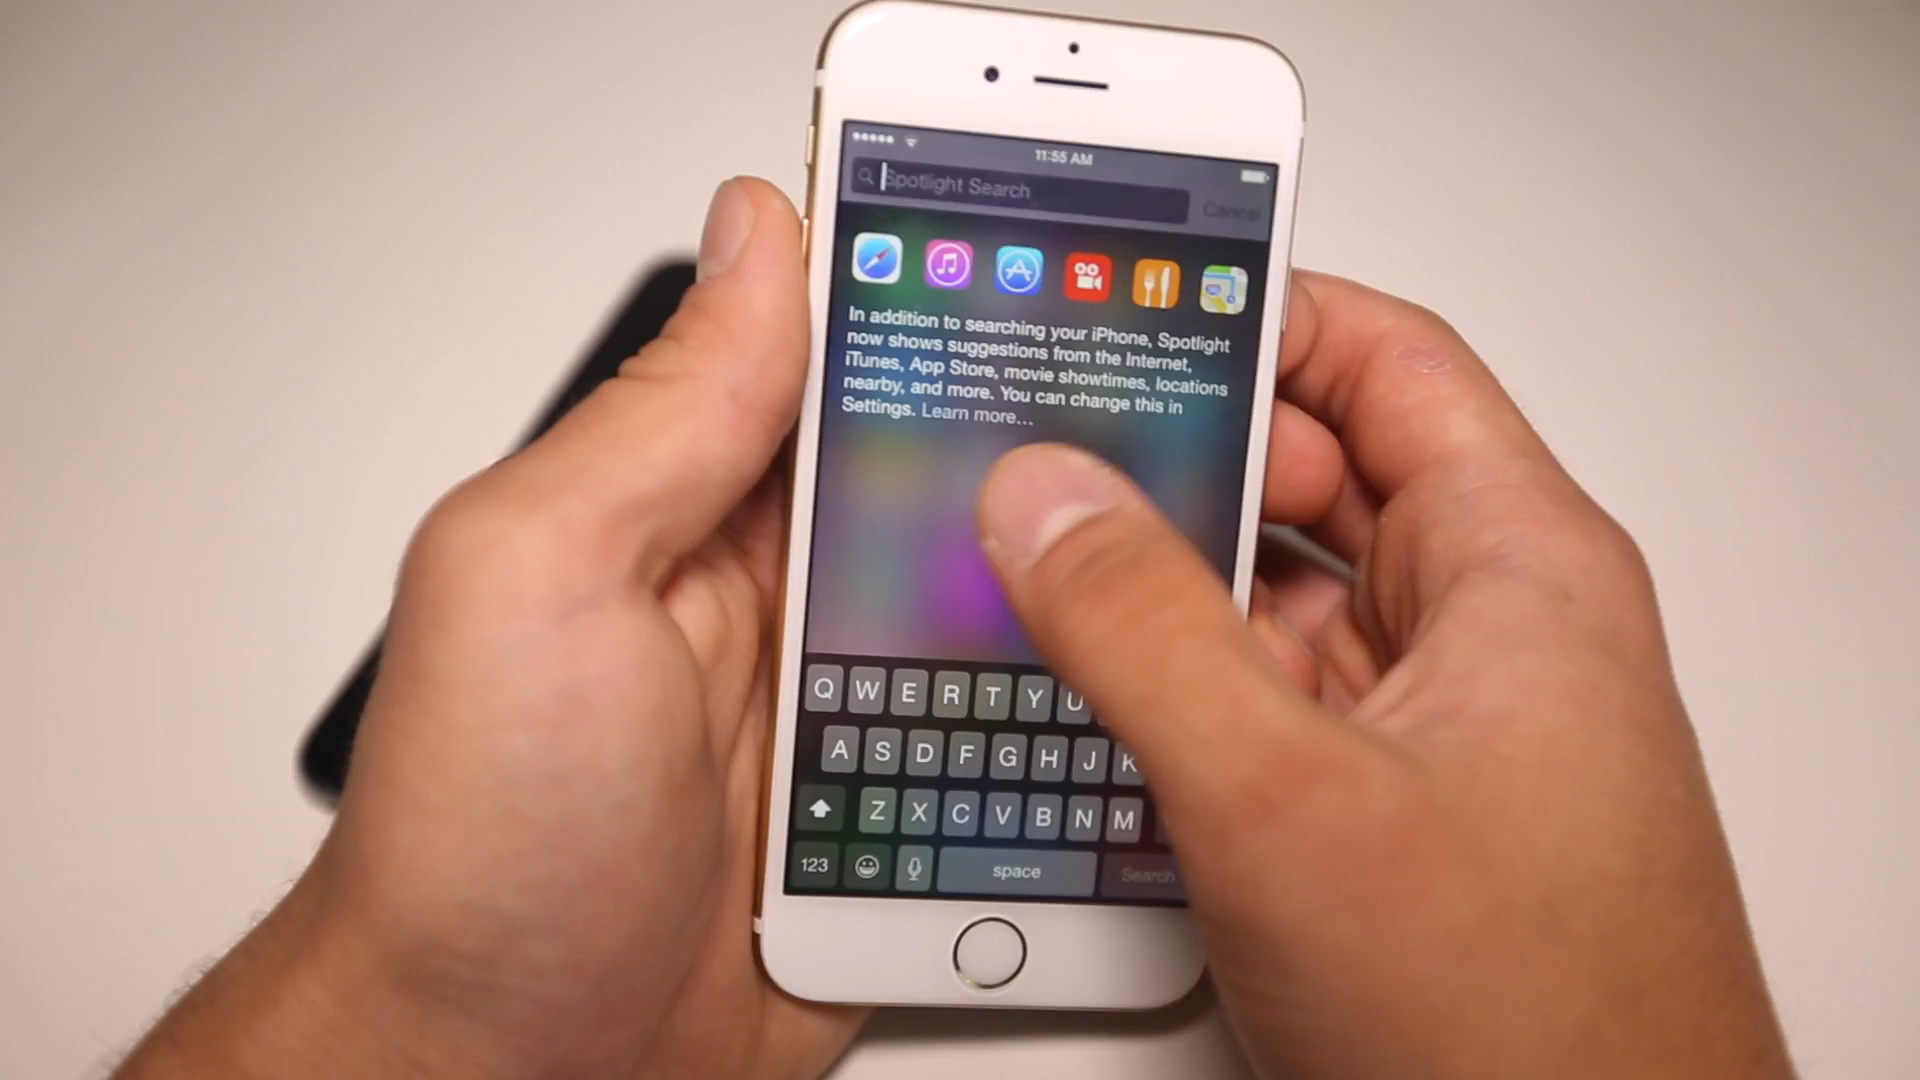 11:55 AM
Spotlight Search
Cancel
In addition to searching your iPhone, Spotlight
now shows suggestions from the Internet,
iTunes, App Store, movie showtimes, locations
nearby, and more. You can change this in
Settings. Learn more...
Q W E R T Y U
A S D F G H J K
Z X C V B N M
123 space Search